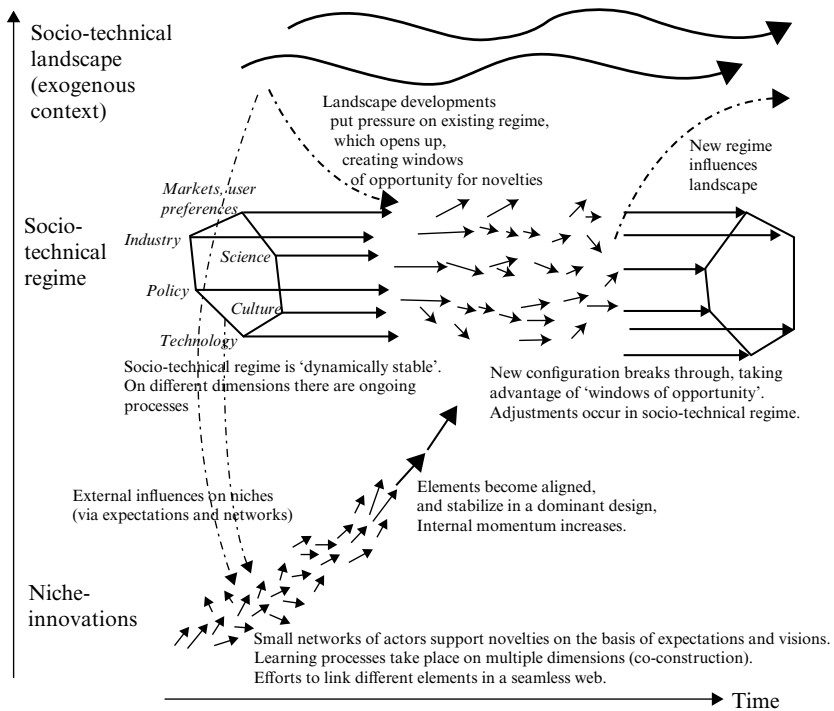 Socio-technical
landscape
(exogenous
context)
Landscape developments
put pressure on existing regime,
which opens up,
creating windows
of opportunity for novelties
New regime
influences
landscape
Socio-
technical
regime
Markets, user
preferences
Industry
Science
Policy
Culture
Technology
Socio-technical regime is ‘dynamically stable’.
On different dimensions there are ongoing
processes
New configuration breaks through, taking
advantage of ‘windows of opportunity’.
Adjustments occur in socio-technical regime.
External influences on niches
(via expectations and networks)
Elements become aligned,
and stabilize in a dominant design,
Internal momentum increases.
Niche-
innovations
Small networks of actors support novelties on the basis of expectations and visions.
Learning processes take place on multiple dimensions (co-construction).
Efforts to link different elements in a seamless web.
Time